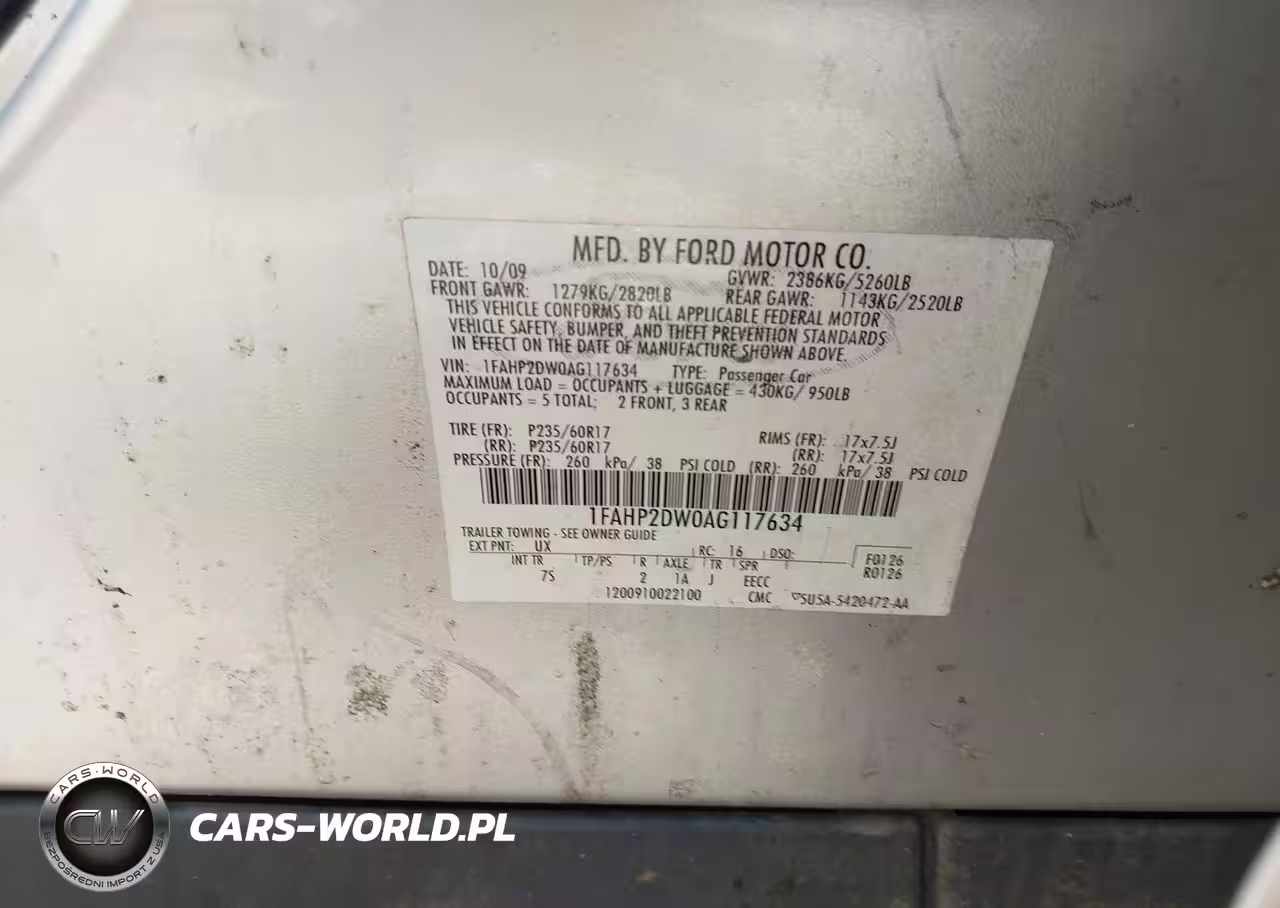 MFD. BY FORD MOTOR CO.
DATE: 10/09 GVWR: 2386KG/5260LB
FRONT GAWR: 1279KG/2820LB REAR GAWR: 1143KG/2520LB
THIS VEHICLE CONFORMS TO ALL APPLICABLE FEDERAL MOTOR
VEHICLE SAFETY, BUMPER, AND THEFT PREVENTION STANDARDS
IN EFFECT ON THE DATE OF MANUFACTURE SHOWN ABOVE.
VIN: 1FAHP2DW0AG117634 TYPE: Passenger Car
MAXIMUM LOAD = OCCUPANTS + LUGGAGE = 430KG/ 950LB
OCCUPANTS = 5 TOTAL; 2 FRONT, 3 REAR
TIRE (FR): P235/60R17 RIMS (FR): 17x7.5J
(RR): P235/60R17 (RR): 17x7.5J
PRESSURE (FR): 260 kPa/ 38 PSI COLD (RR): 260 kPa/ 38 PSI COLD
1FAHP2DW0AG117634
TRAILER TOWING - SEE OWNER GUIDE
EXT PNT: UX RC: 16 DSO: F0126
INT TR TP/PS R AXLE TR SPR R0126
7S 2 1A J EECC
1200910022100 CMC 5U5A-5420472-AA
CARS-WORLD
CW
BEZPOŚREDNI IMPORT Z USA
CARS-WORLD.PL